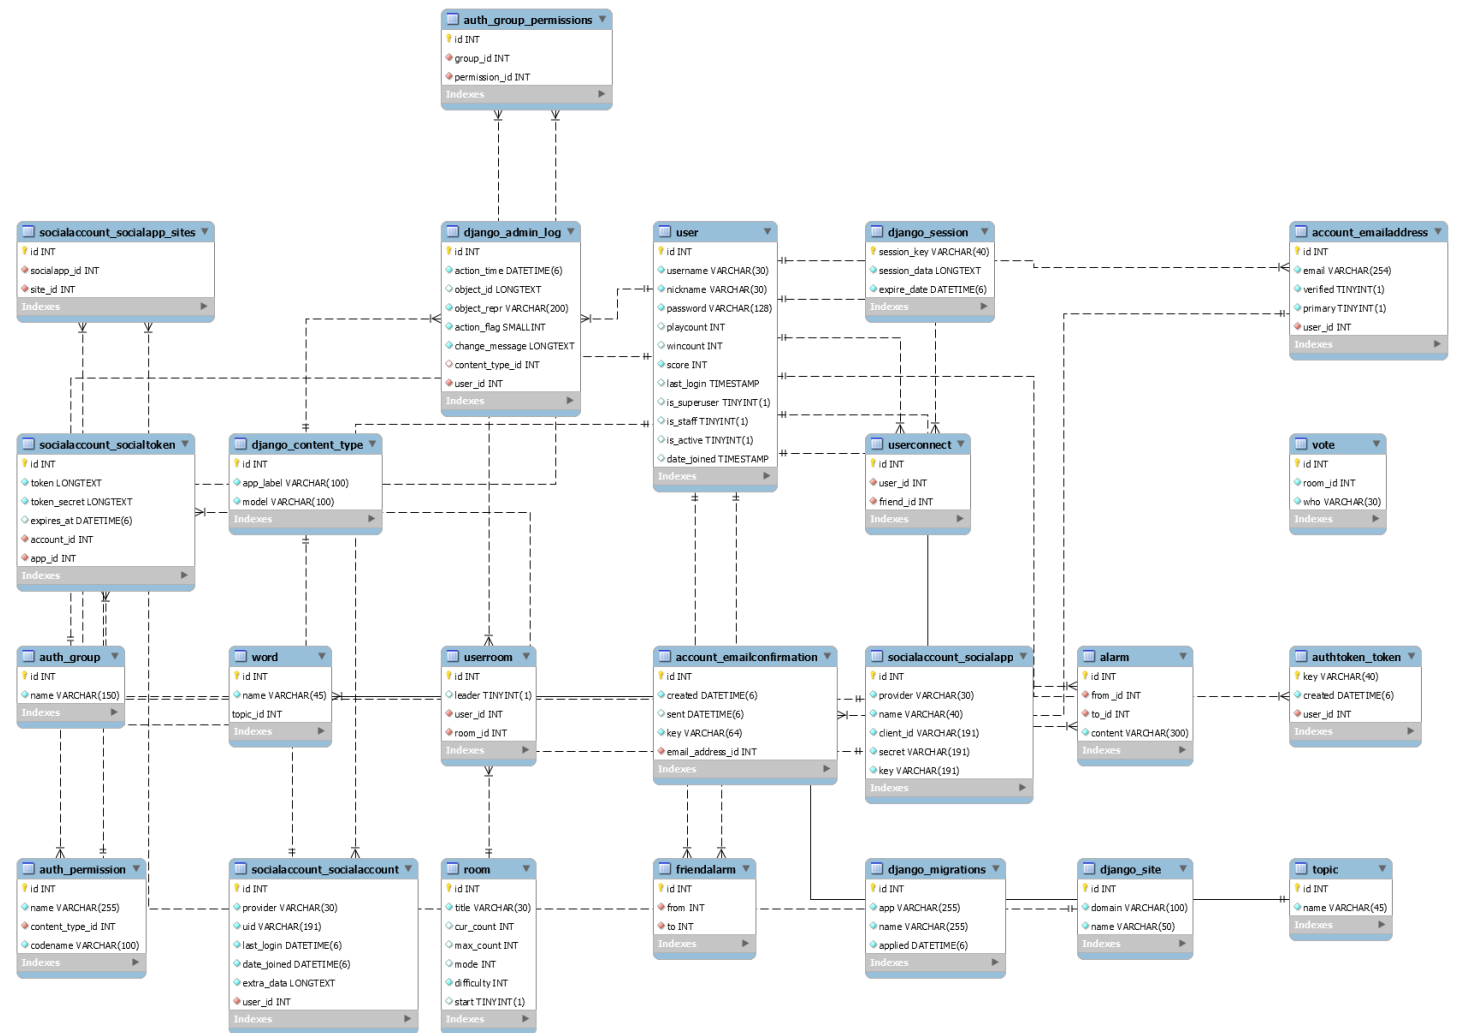 auth_group_permissions
id INT
group_id INT
permission_id INT
Indexes
socialaccount_socialapp_sites
id INT
socialapp_id INT
site_id INT
Indexes
django_admin_log
id INT
action_time DATETIME(6)
object_id LONGTEXT
object_repr VARCHAR(200)
action_flag SMALLINT
change_message LONGTEXT
content_type_id INT
user_id INT
Indexes
user
id INT
username VARCHAR(30)
nickname VARCHAR(30)
password VARCHAR(128)
playcount INT
wincount INT
score INT
last_login TIMESTAMP
is_superuser TINYINT(1)
is_staff TINYINT(1)
is_active TINYINT(1)
date_joined TIMESTAMP
Indexes
django_session
session_key VARCHAR(40)
session_data LONGTEXT
expire_date DATETIME(6)
Indexes
account_emailaddress
id INT
email VARCHAR(254)
verified TINYINT(1)
primary TINYINT(1)
user_id INT
Indexes
socialaccount_socialtoken
id INT
token LONGTEXT
token_secret LONGTEXT
expires_at DATETIME(6)
account_id INT
app_id INT
Indexes
django_content_type
id INT
app_label VARCHAR(100)
model VARCHAR(100)
Indexes
userconnect
id INT
user_id INT
friend_id INT
Indexes
vote
id INT
room_id INT
who VARCHAR(30)
Indexes
auth_group
id INT
name VARCHAR(150)
Indexes
word
id INT
name VARCHAR(45)
topic_id INT
Indexes
userroom
id INT
leader TINYINT(1)
user_id INT
room_id INT
Indexes
account_emailconfirmation
id INT
created DATETIME(6)
sent DATETIME(6)
key VARCHAR(64)
email_address_id INT
Indexes
socialaccount_socialapp
id INT
provider VARCHAR(30)
name VARCHAR(40)
client_id VARCHAR(191)
secret VARCHAR(191)
key VARCHAR(191)
Indexes
alarm
id INT
from_id INT
to_id INT
content VARCHAR(300)
Indexes
authtoken_token
key VARCHAR(40)
created DATETIME(6)
user_id INT
Indexes
auth_permission
id INT
name VARCHAR(255)
content_type_id INT
codename VARCHAR(100)
Indexes
socialaccount_socialaccount
id INT
provider VARCHAR(30)
uid VARCHAR(191)
last_login DATETIME(6)
date_joined DATETIME(6)
extra_data LONGTEXT
user_id INT
Indexes
room
id INT
title VARCHAR(30)
cur_count INT
max_count INT
mode INT
difficulty INT
start TINYINT(1)
Indexes
friendalarm
id INT
from INT
to INT
Indexes
django_migrations
id INT
app VARCHAR(255)
name VARCHAR(255)
applied DATETIME(6)
Indexes
django_site
id INT
domain VARCHAR(100)
name VARCHAR(50)
Indexes
topic
id INT
name VARCHAR(45)
Indexes